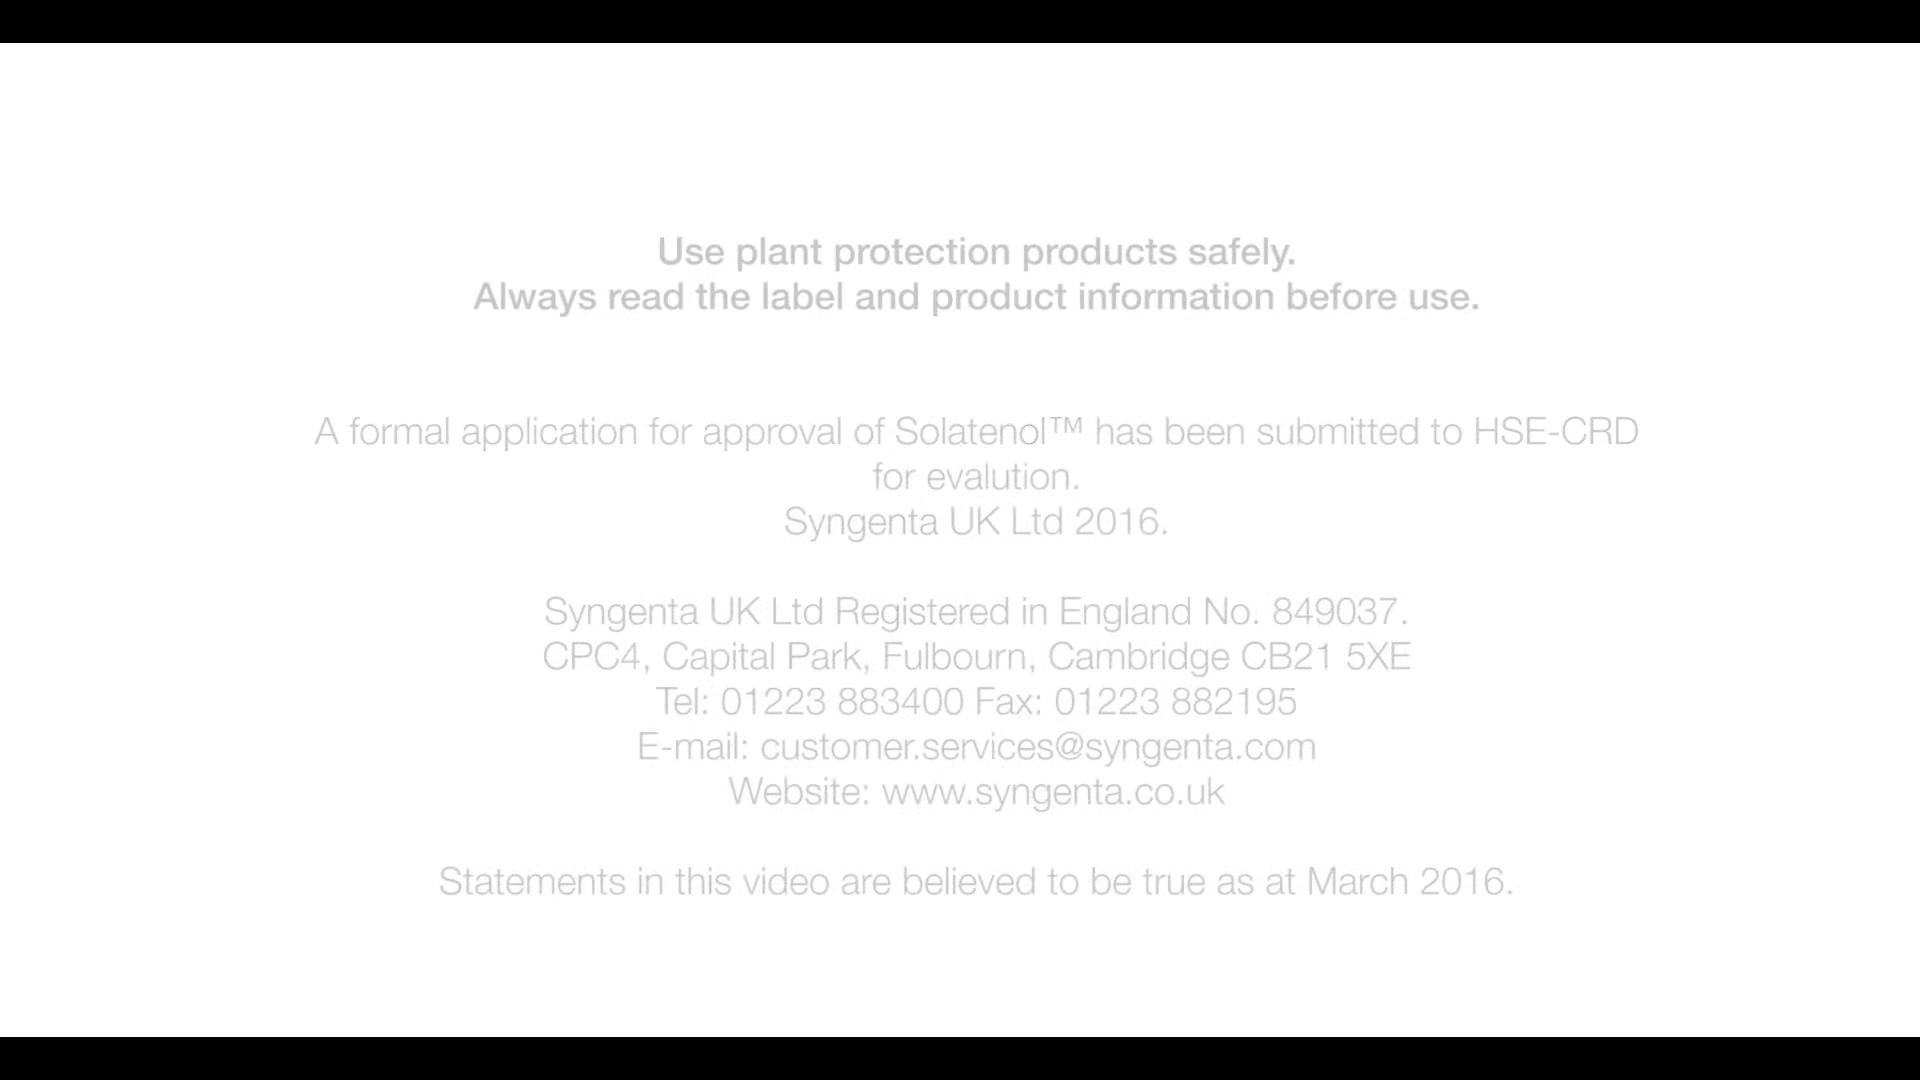 Use plant protection products safely.
Always read the label and product information before use.
A formal application for approval of Solatenol™ has been submitted to HSE-CRD
for evalution.
Syngenta UK Ltd 2016.
Syngenta UK Ltd Registered in England No. 849037.
CPC4, Capital Park, Fulbourn, Cambridge CB21 5XE
Tel: 01223 883400 Fax: 01223 882195
E-mail: customer.services@syngenta.com
Website: www.syngenta.co.uk
Statements in this video are believed to be true as at March 2016.